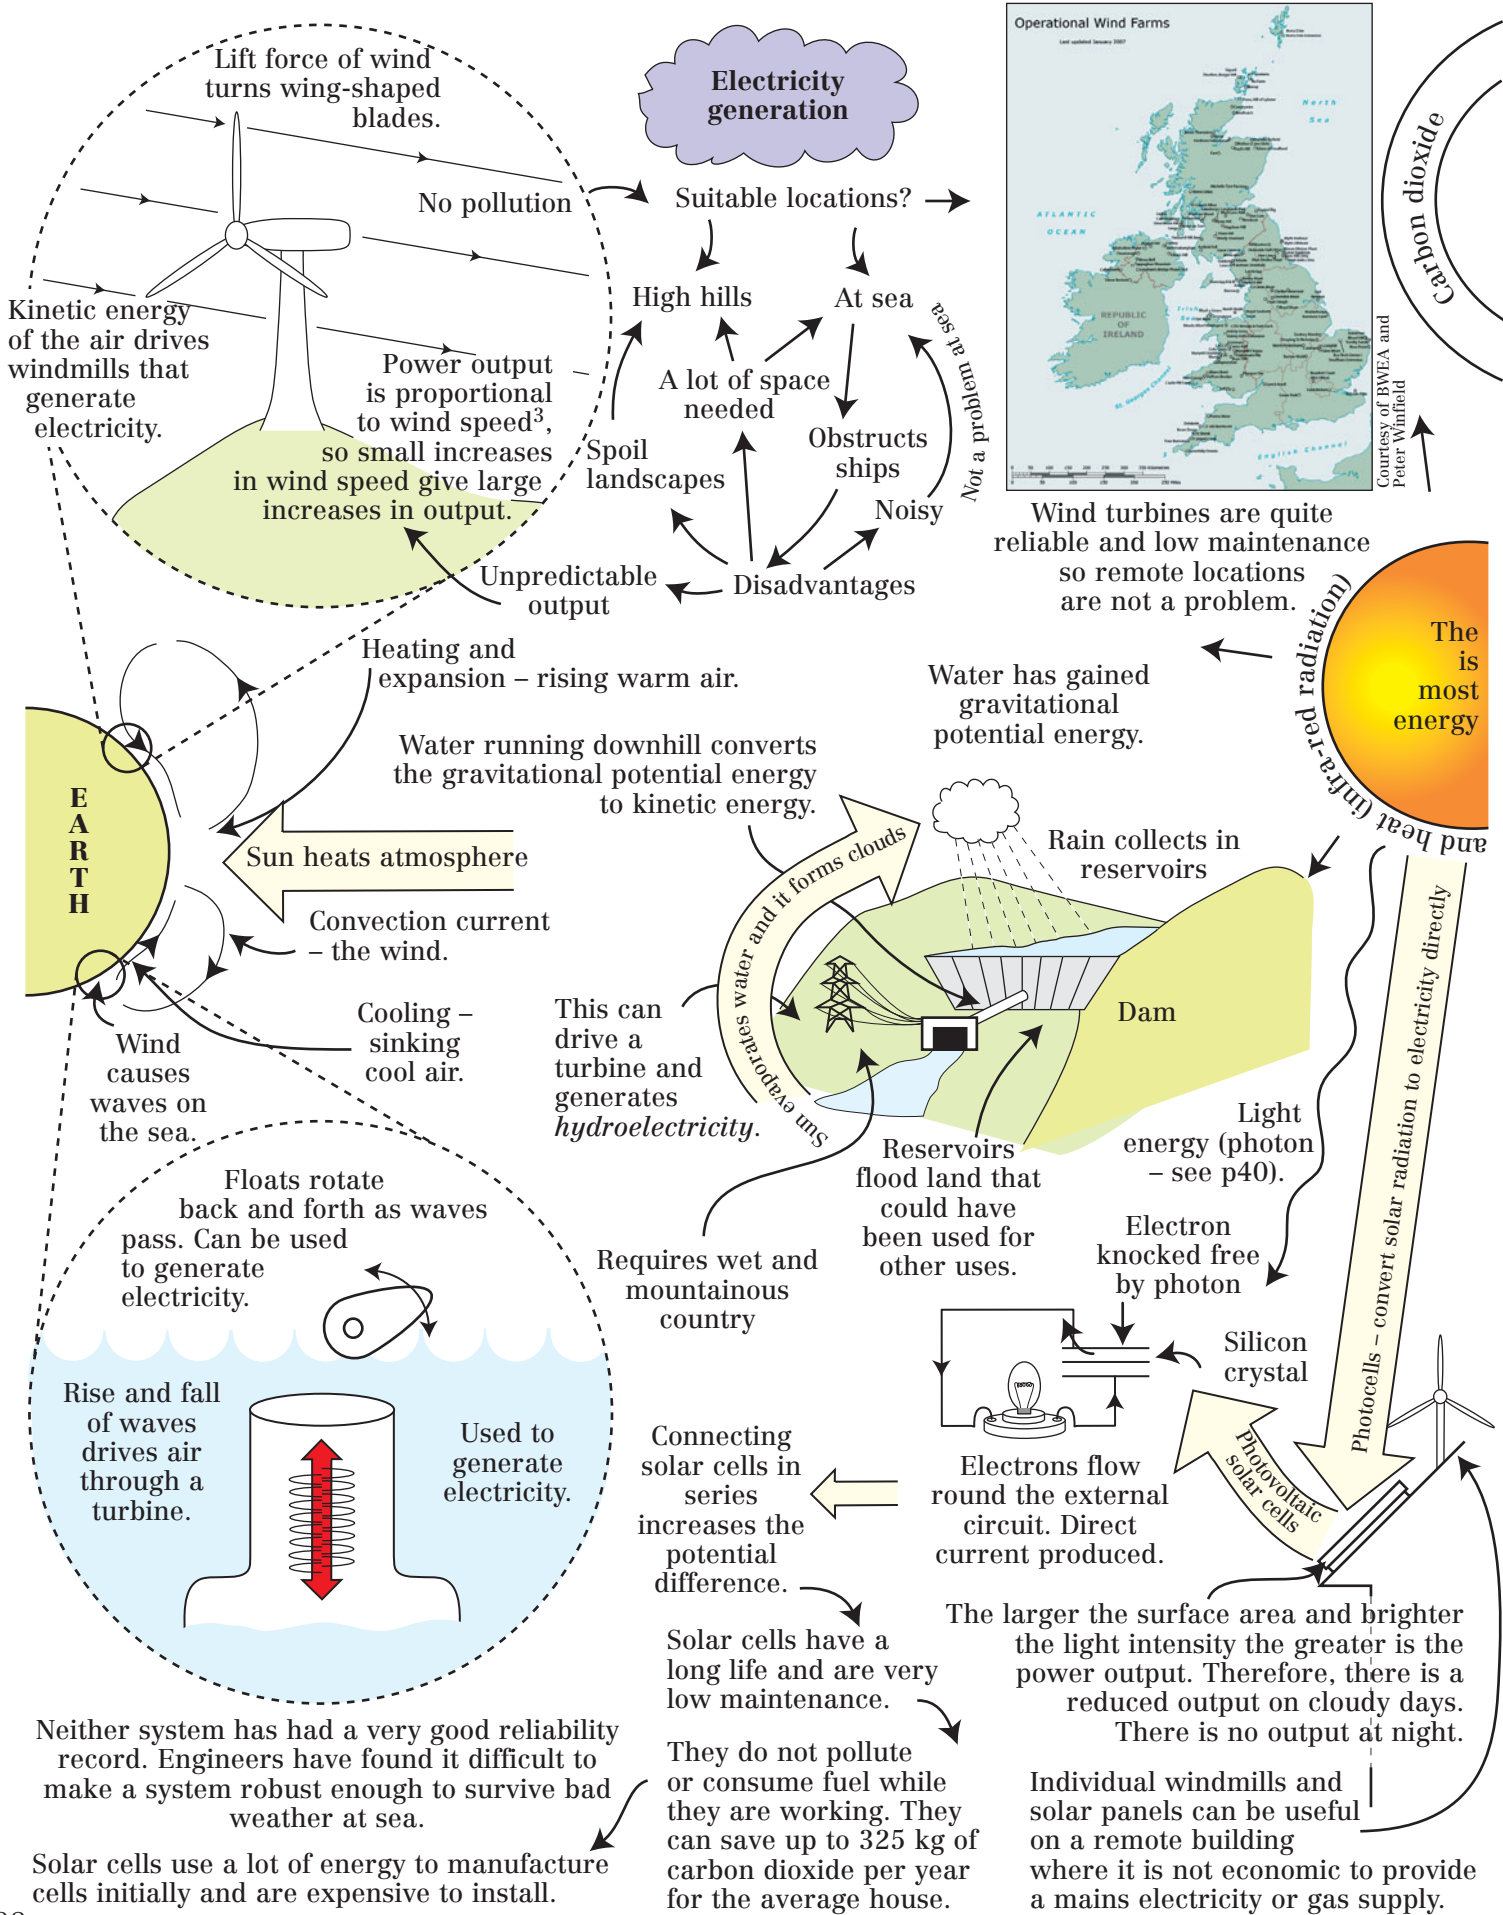 Lift force of wind
turns wing-shaped
blades.
No pollution
Kinetic energy
of the air drives
windmills that
generate
electricity.
Power output
is proportional
to wind speed³,
so small increases
in wind speed give large
increases in output.
Electricity
generation
Suitable locations?
High hills
At sea
A lot of space
needed
Spoil
landscapes
Obstructs
ships
Noisy
Not a problem at sea
Unpredictable
output
Disadvantages
Operational Wind Farms
Last updated January 2007
North
Sea
ATLANTIC
OCEAN
REPUBLIC
OF
IRELAND
Irish
Sea
St. Georges Channel
English Channel
Courtesy of BWEA and
Peter Winfield
Carbon dioxide
Wind turbines are quite
reliable and low maintenance
so remote locations
are not a problem.
The
is
most
energy
and heat (infra-red radiation)
Heating and
expansion – rising warm air.
EARTH
Sun heats atmosphere
Convection current
– the wind.
Cooling –
sinking
cool air.
Wind
causes
waves on
the sea.
Water running downhill converts
the gravitational potential energy
to kinetic energy.
Water has gained
gravitational
potential energy.
Rain collects in
reservoirs
Sun evaporates water and it forms clouds
Dam
This can
drive a
turbine and
generates
hydroelectricity.
Requires wet and
mountainous
country
Reservoirs
flood land that
could have
been used for
other uses.
Light
energy (photon
– see p40).
Electron
knocked free
by photon
Silicon
crystal
Photocells – convert solar radiation to electricity directly
Photovoltaic
solar cells
Floats rotate
back and forth as waves
pass. Can be used
to generate
electricity.
Rise and fall
of waves
drives air
through a
turbine.
Used to
generate
electricity.
Neither system has had a very good reliability
record. Engineers have found it difficult to
make a system robust enough to survive bad
weather at sea.
Electrons flow
round the external
circuit. Direct
current produced.
Connecting
solar cells in
series
increases the
potential
difference.
Solar cells have a
long life and are very
low maintenance.
They do not pollute
or consume fuel while
they are working. They
can save up to 325 kg of
carbon dioxide per year
for the average house.
Solar cells use a lot of energy to manufacture
cells initially and are expensive to install.
The larger the surface area and brighter
the light intensity the greater is the
power output. Therefore, there is a
reduced output on cloudy days.
There is no output at night.
Individual windmills and
solar panels can be useful
on a remote building
where it is not economic to provide
a mains electricity or gas supply.